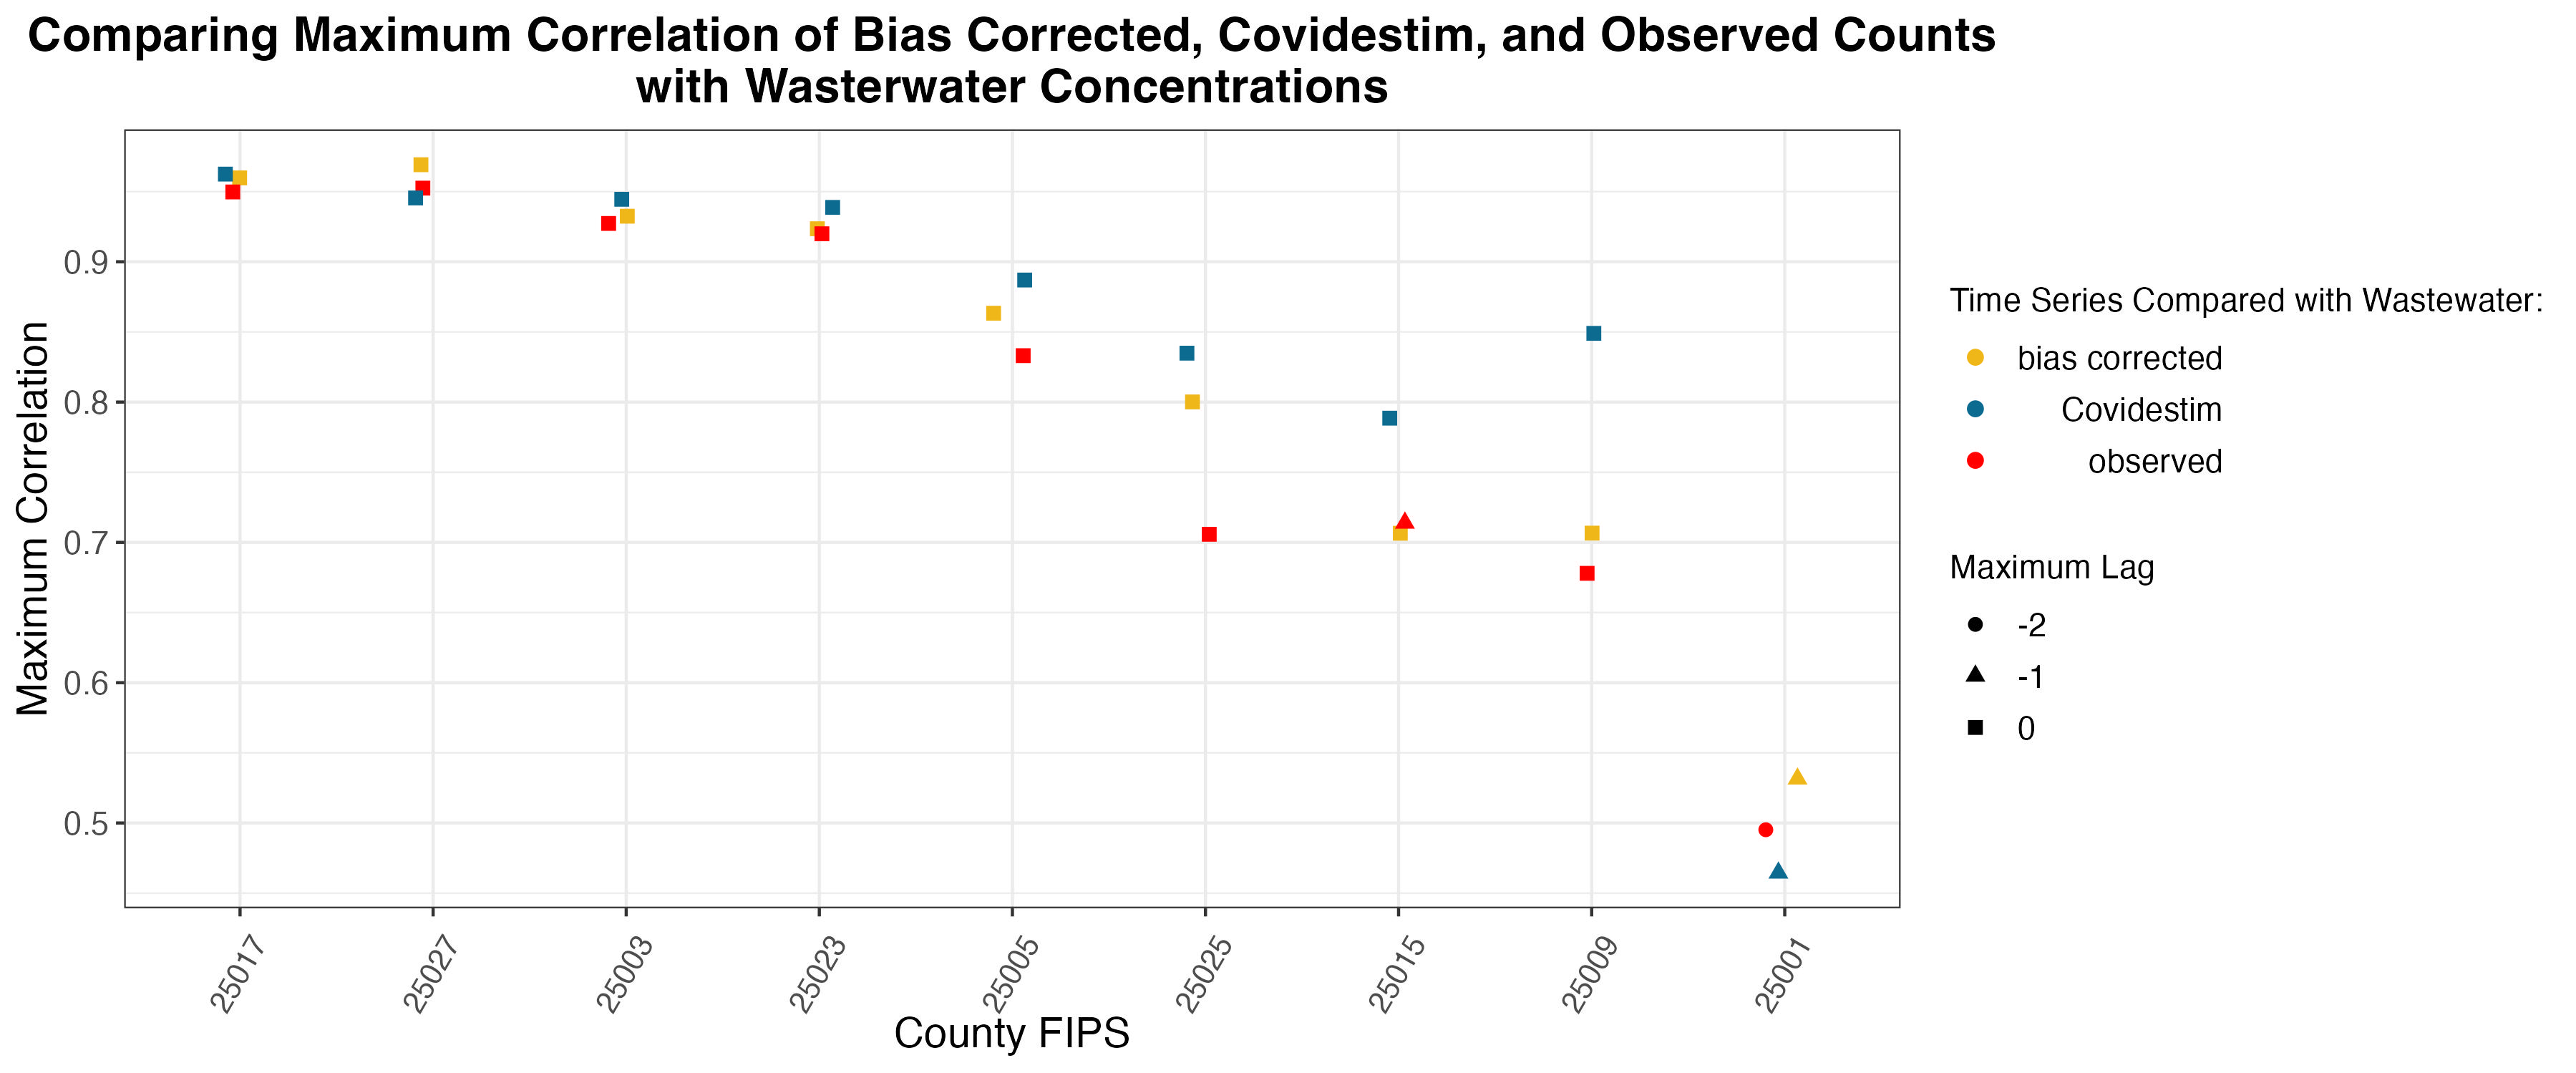 Comparing Maximum Correlation of Bias Corrected, Covidestim, and Observed Counts
with Wasterwater Concentrations
Maximum Correlation
0.9
0.8
0.7
0.6
0.5
25017
25027
25003
25023
25005
25025
25015
25009
25001
County FIPS
Time Series Compared with Wastewater:
bias corrected
Covidestim
observed
Maximum Lag
-2
-1
0